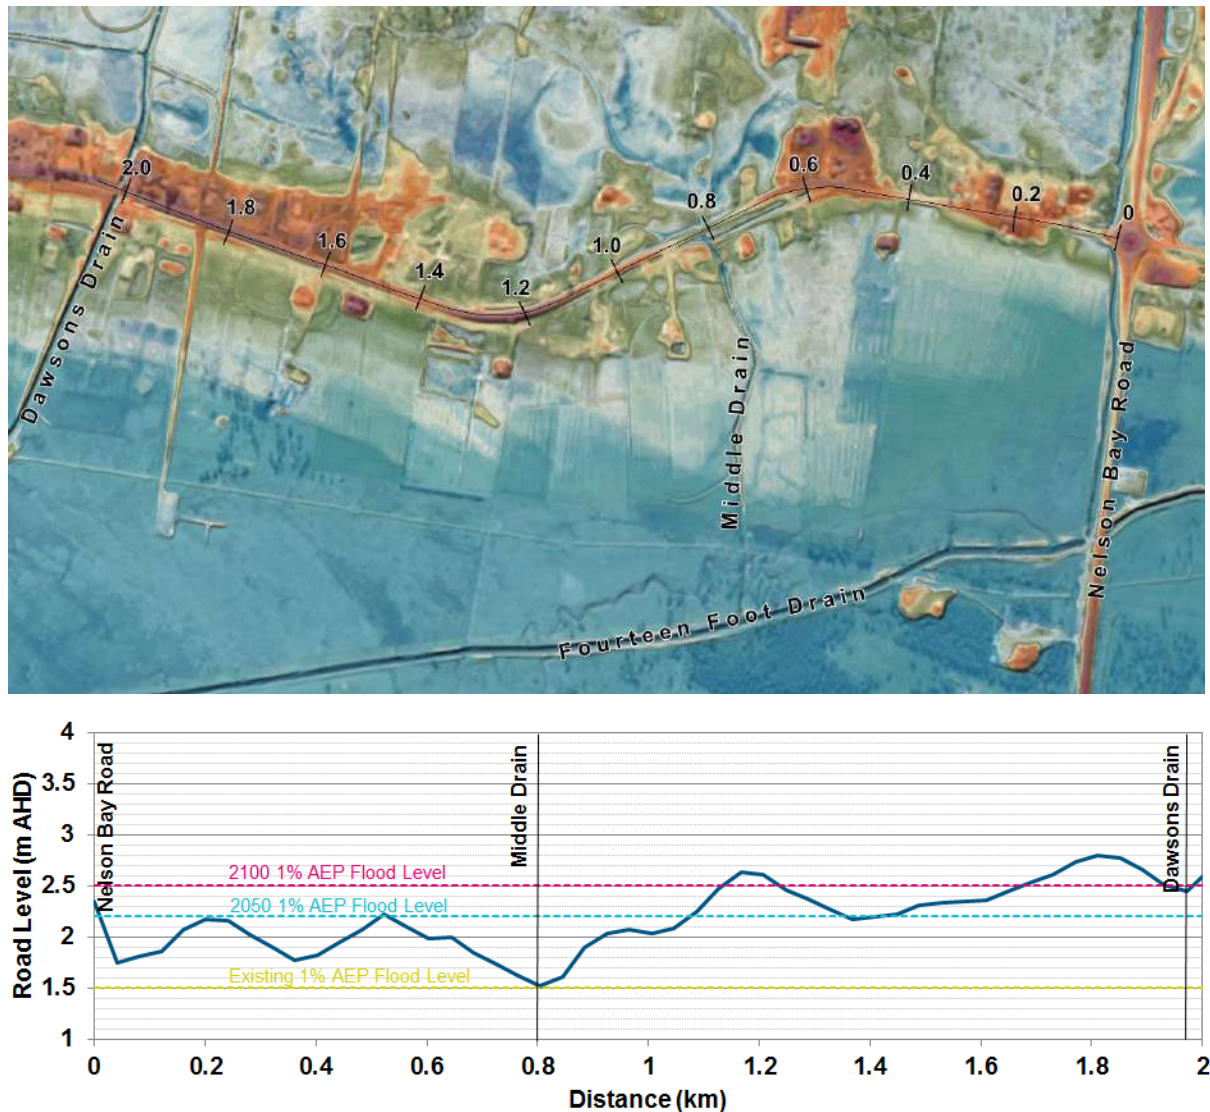 2.0
1.8
1.6
1.4
1.2
1.0
0.8
0.6
0.4
0.2
0
Dawsons Drain
Middle Drain
Nelson Bay Road
Fourteen Foot Drain
4
3.5
3
2.5
2
1.5
1
Road Level (m AHD)
Nelson Bay Road
Middle Drain
Dawsons Drain
2100 1% AEP Flood Level
2050 1% AEP Flood Level
Existing 1% AEP Flood Level
0 0.2 0.4 0.6 0.8 1 1.2 1.4 1.6 1.8 2
Distance (km)